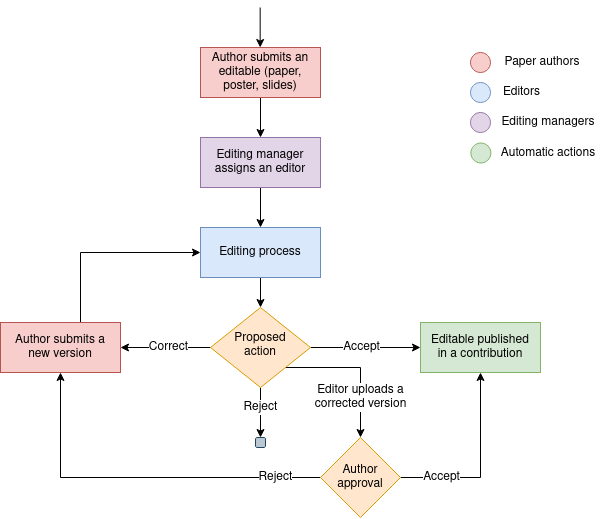 Author submits an
editable (paper,
poster, slides)
Paper authors
Editors
Editing managers
Automatic actions
Editing manager
assigns an editor
Editing process
Author submits a
new version
Correct
Proposed
action
Accept
Editable published
in a contribution
Reject
Editor uploads a
corrected version
Reject
Author
approval
Accept